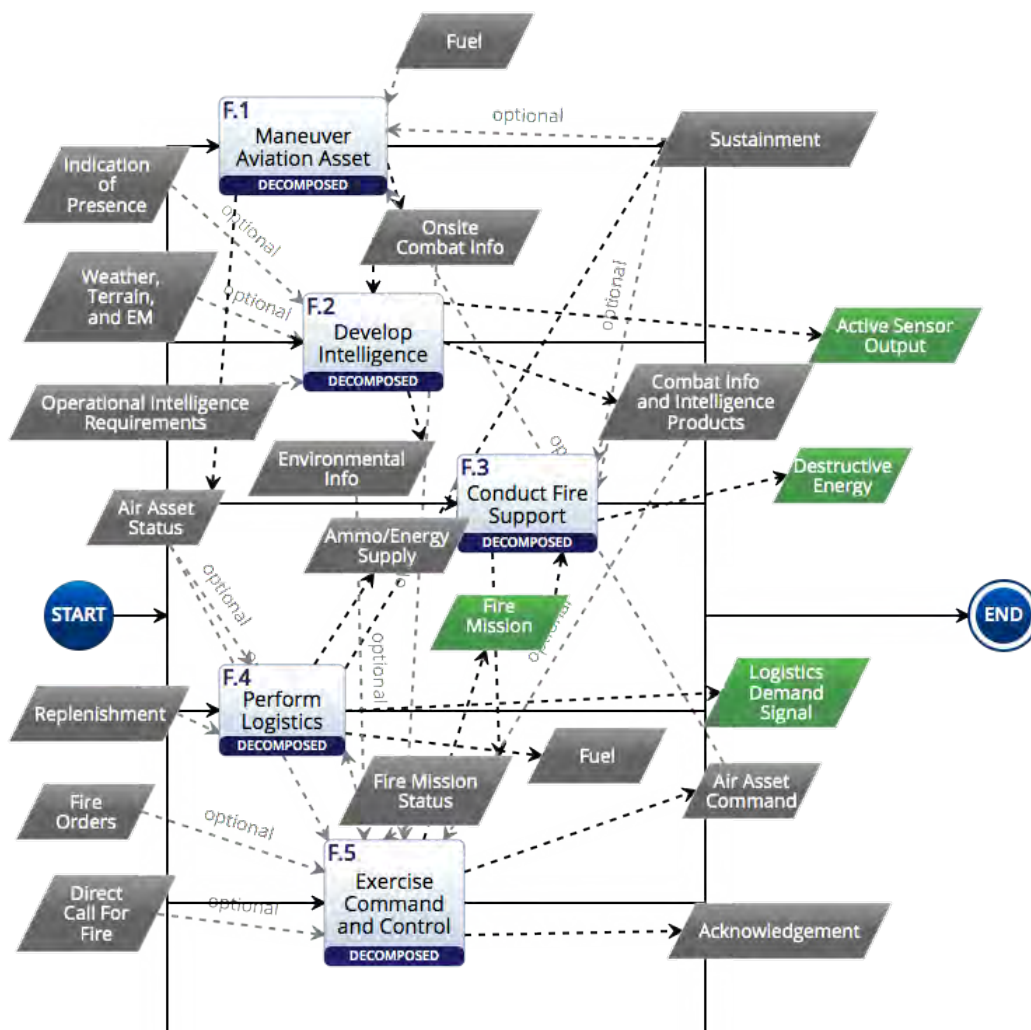 Fuel
optional
F.1
Maneuver
Aviation Asset
DECOMPOSED
Sustainment
Indication
of
Presence
optional
Onsite
Combat Info
Weather,
Terrain,
and EM
optional
optional
F.2
Develop
Intelligence
DECOMPOSED
Active Sensor
Output
Operational Intelligence
Requirements
Combat Info
and Intelligence
Products
Environmental
Info
F.3
Conduct Fire
Support
DECOMPOSED
Destructive
Energy
Air Asset
Status
Ammo/Energy
Supply
optional
START
Fire
Mission
optional
optional
END
F.4
Perform
Logistics
DECOMPOSED
Logistics
Demand
Signal
Replenishment
Fuel
Fire Mission
Status
Air Asset
Command
Fire
Orders
optional
F.5
Exercise
Command
and Control
DECOMPOSED
Direct
Call For
Fire
optional
Acknowledgement